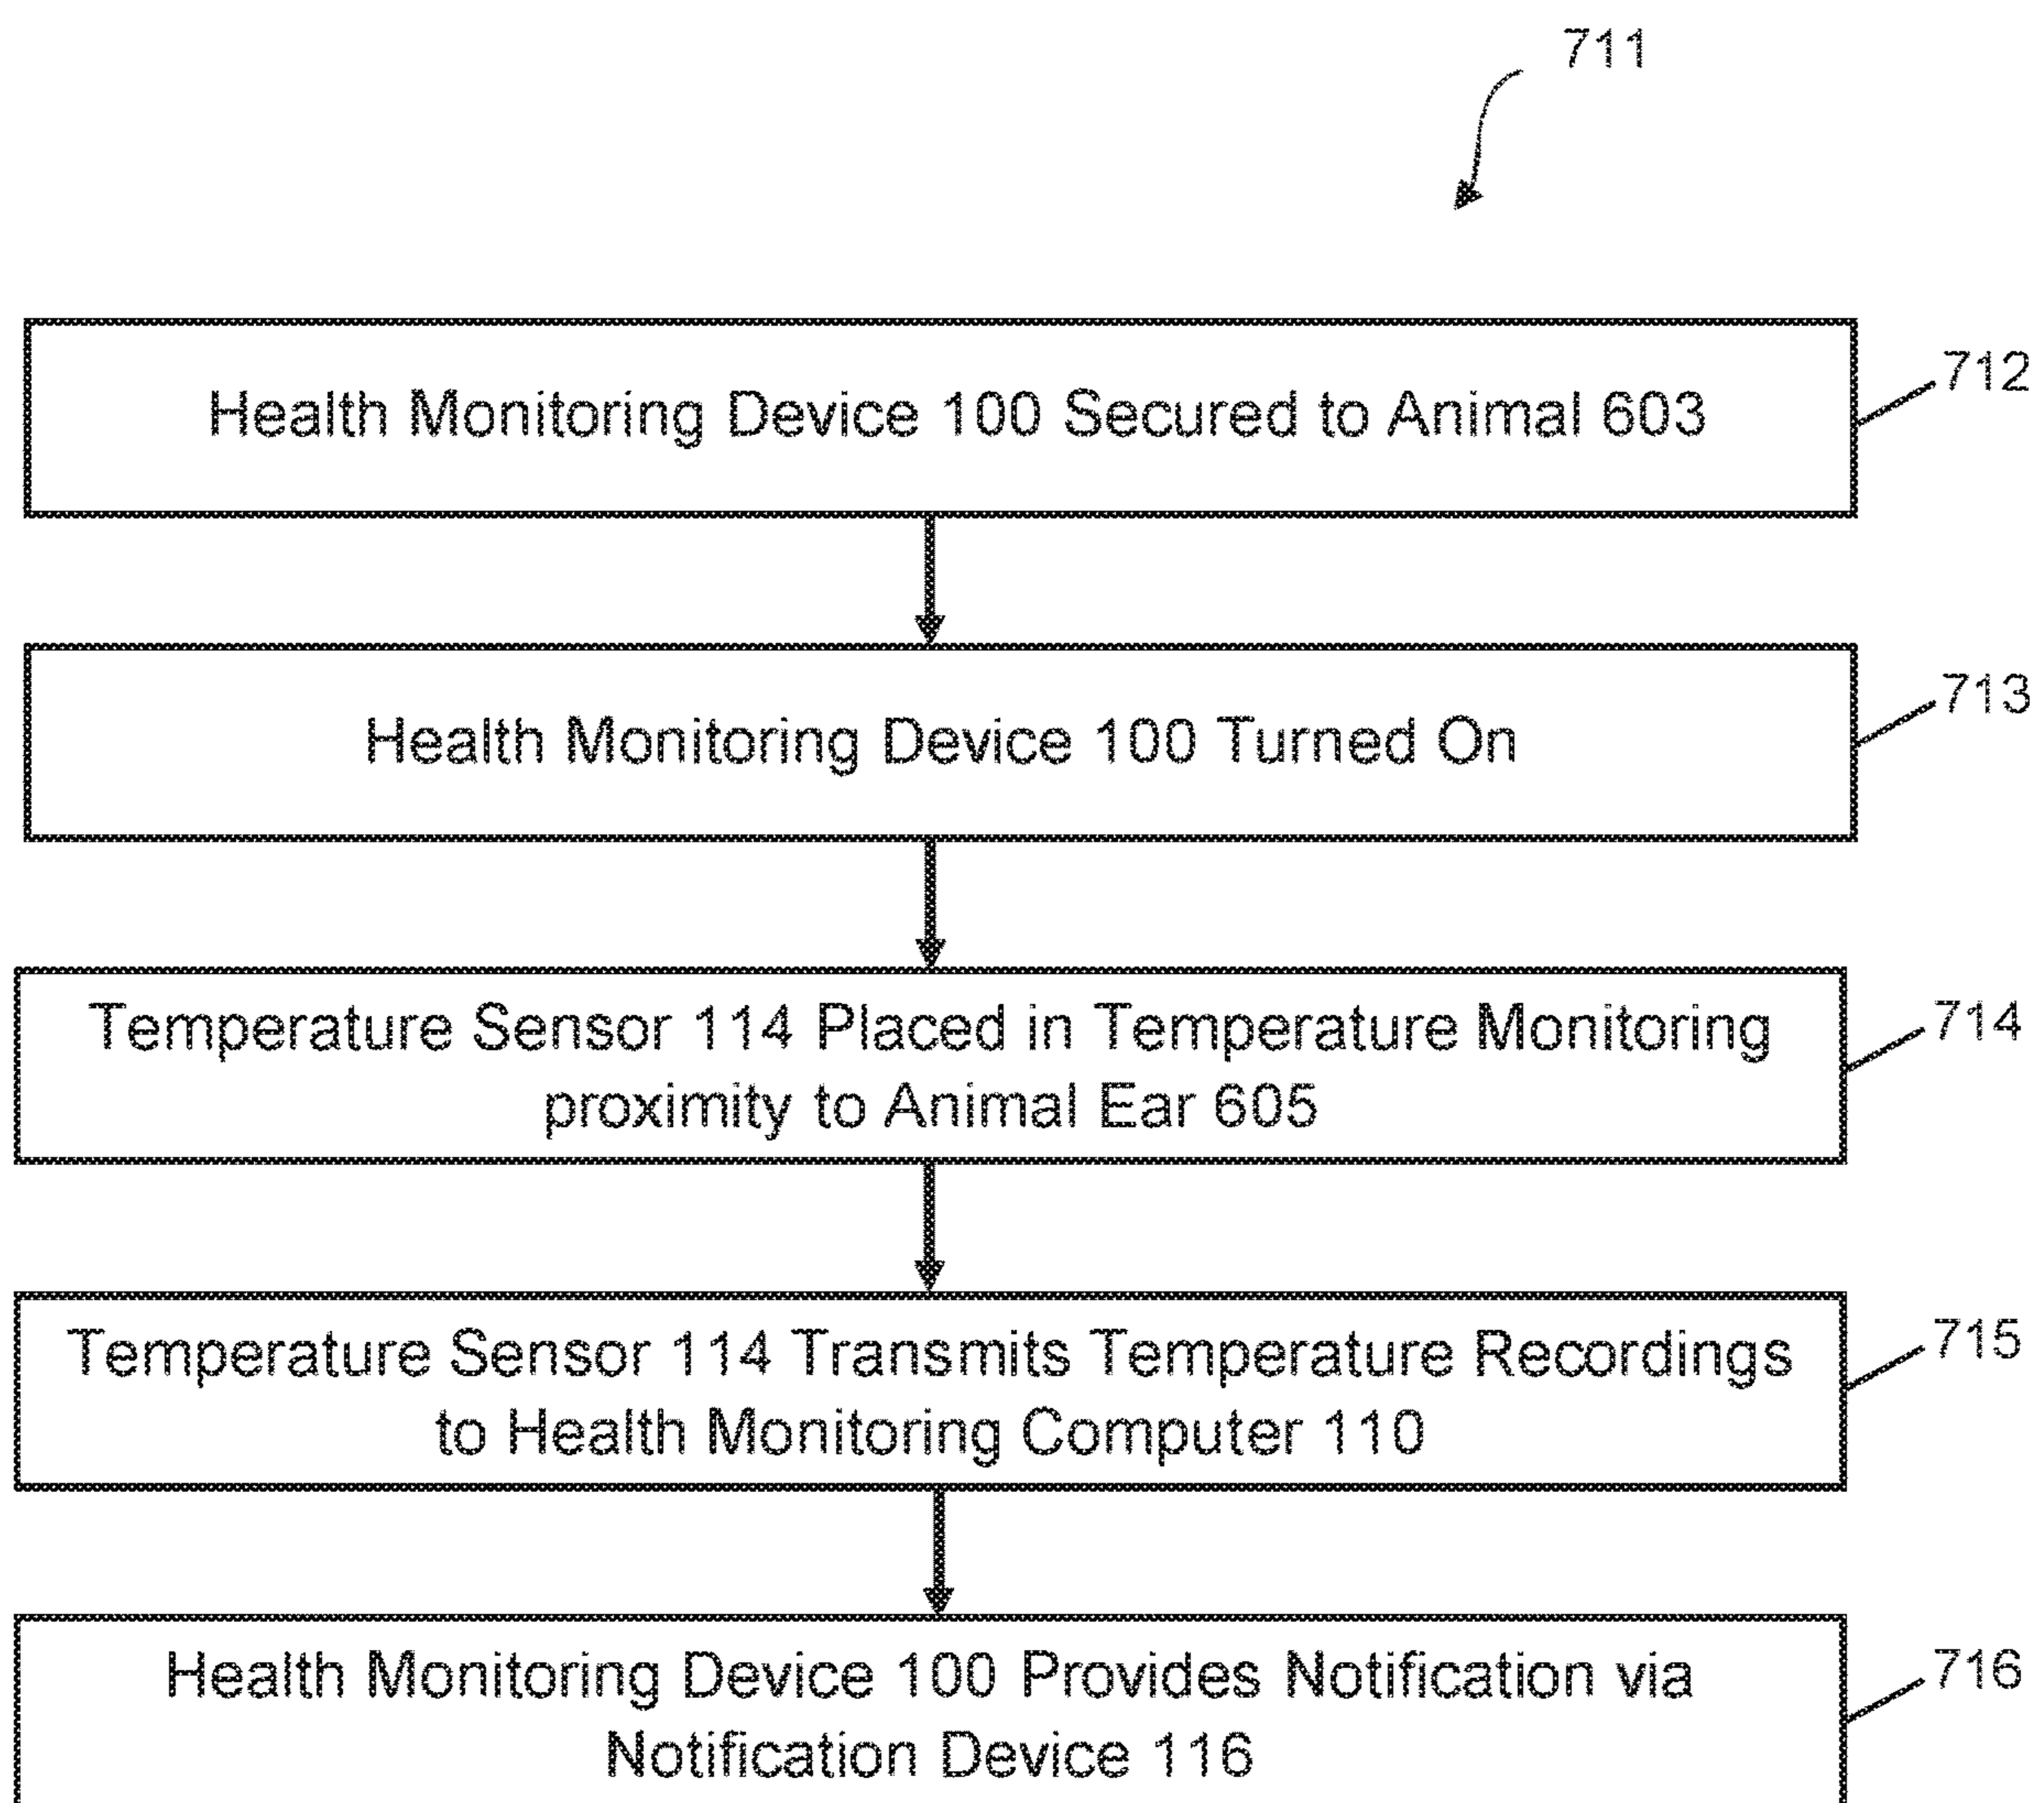 711
Health Monitoring Device 100 Secured to Animal 603
712
Health Monitoring Device 100 Turned On
713
Temperature Sensor 114 Placed in Temperature Monitoring
proximity to Animal Ear 605
714
Temperature Sensor 114 Transmits Temperature Recordings
to Health Monitoring Computer 110
715
Health Monitoring Device 100 Provides Notification via
Notification Device 116
716